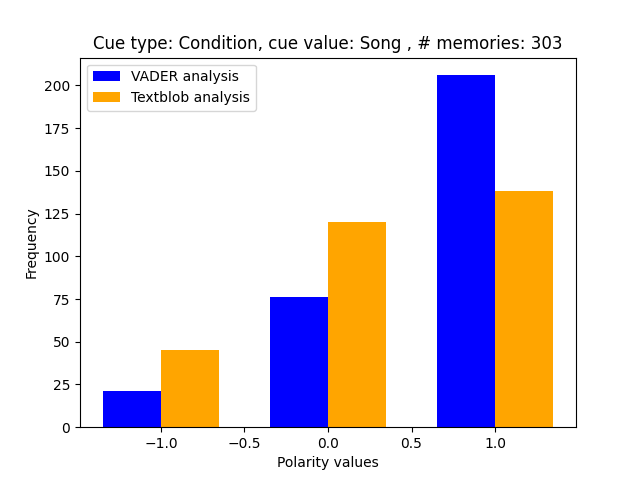 Cue type: Condition, cue value: Song , # memories: 303
VADER analysis
Textblob analysis
Frequency
200
175
150
125
100
75
50
25
0
−1.0 −0.5 0.0 0.5 1.0
Polarity values